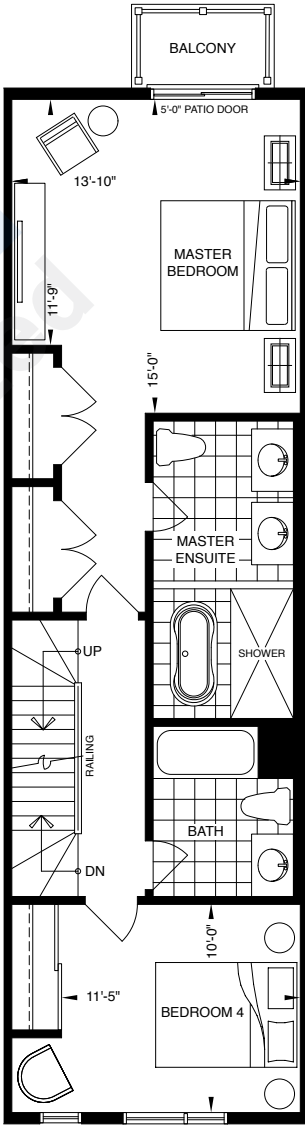 BALCONY
5'-0" PATIO DOOR
13'-10"
MASTER
BEDROOM
11'-9"
15'-0"
MASTER
ENSUITE
UP
SHOWER
RAILING
BATH
DN
10'-0"
11'-5"
BEDROOM 4